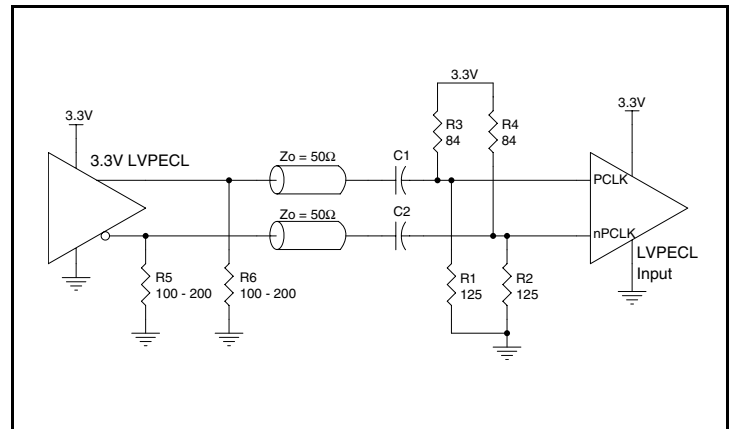 3.3V
3.3V
3.3V
R3
84
R4
84
3.3V LVPECL
Zo = 50Ω
C1
PCLK
Zo = 50Ω
C2
nPCLK
LVPECL
Input
R5
100 - 200
R6
100 - 200
R1
125
R2
125